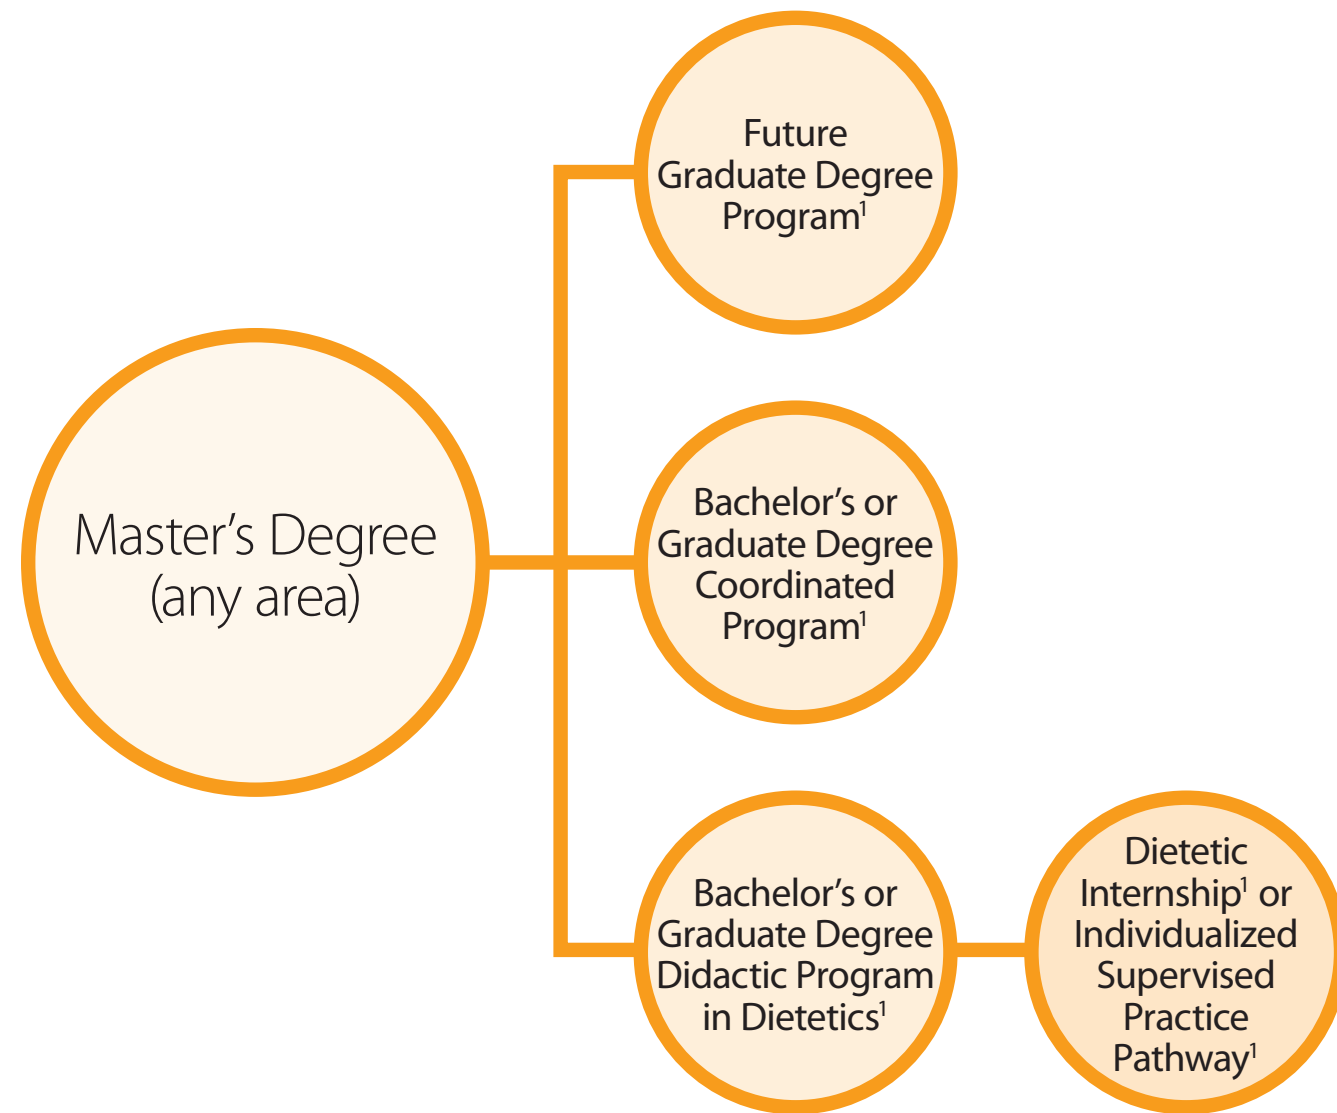 Future
Graduate Degree
Program¹
Master’s Degree
(any area)
Bachelor’s or
Graduate Degree
Coordinated
Program¹
Bachelor’s or
Graduate Degree
Didactic Program
in Dietetics¹
Dietetic
Internship¹ or
Individualized
Supervised
Practice
Pathway¹